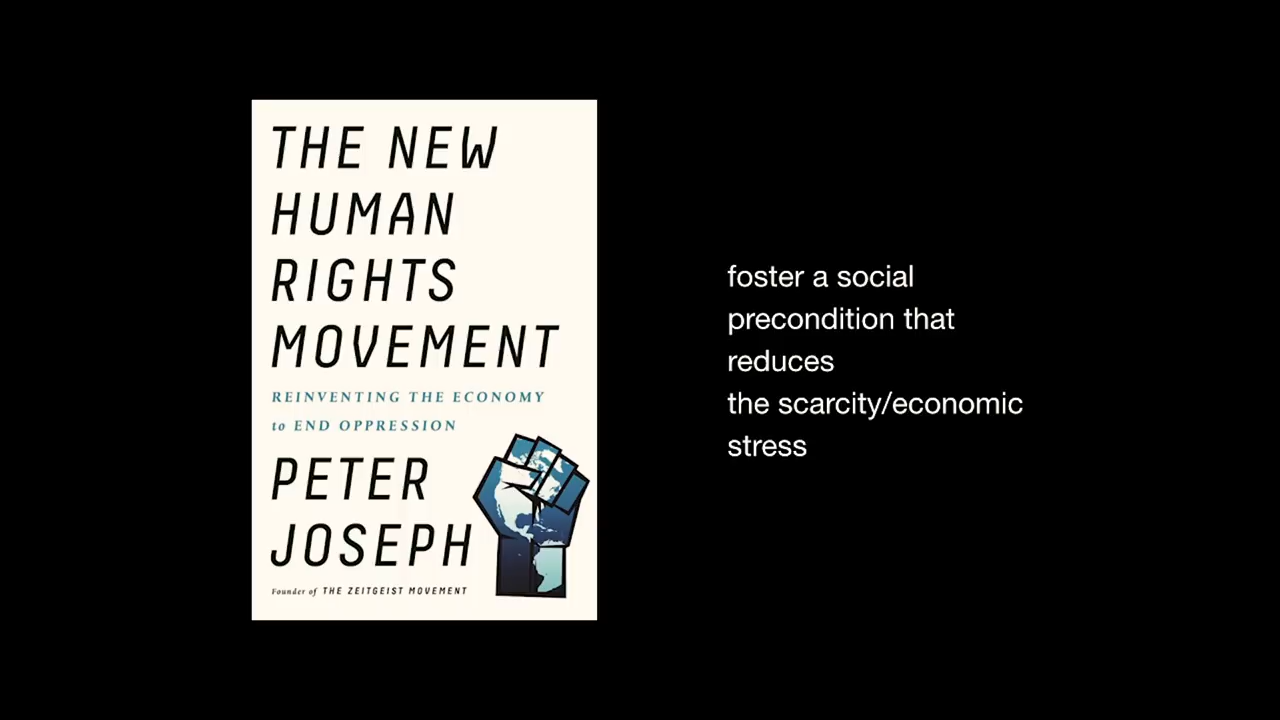 THE NEW
HUMAN
RIGHTS
MOVEMENT
REINVENTING THE ECONOMY
to END OPPRESSION
PETER
JOSEPH
Founder of THE ZEITGEIST MOVEMENT
foster a social
precondition that
reduces
the scarcity/economic
stress